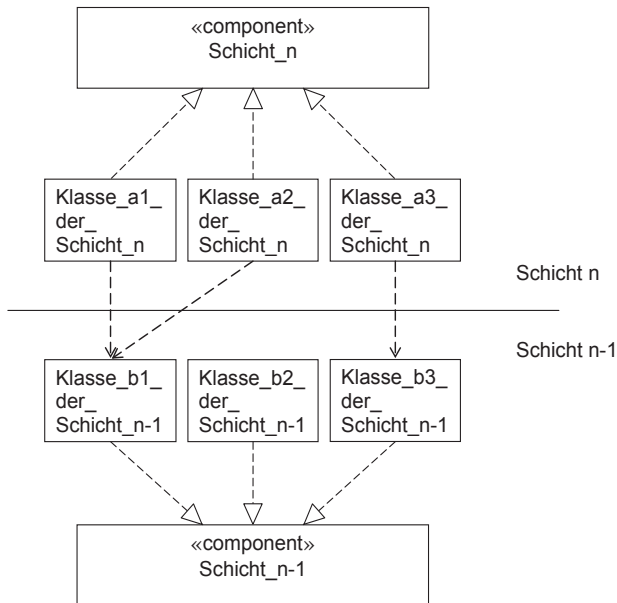 «component»
Schicht_n
Klasse_a1_
der_
Schicht_n
Klasse_a2_
der_
Schicht_n
Klasse_a3_
der_
Schicht_n
Schicht n
Schicht n-1
Klasse_b1_
der_
Schicht_n-1
Klasse_b2_
der_
Schicht_n-1
Klasse_b3_
der_
Schicht_n-1
«component»
Schicht_n-1